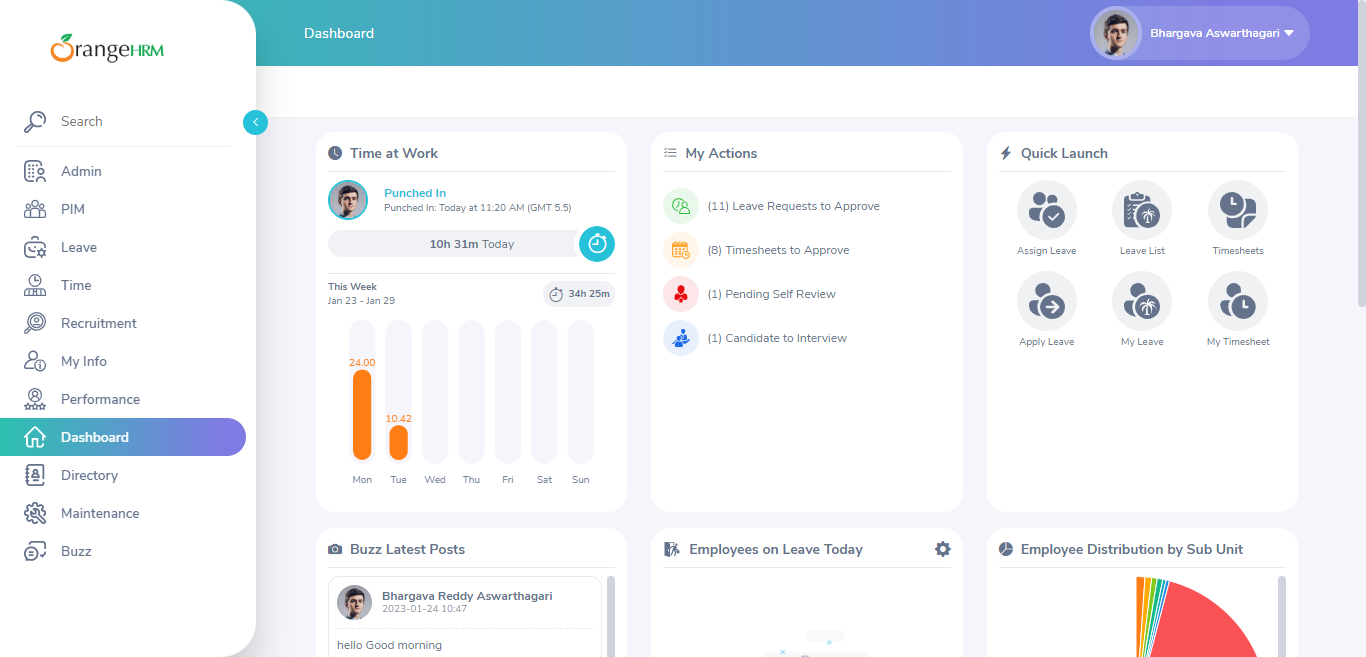 OrangeHRM
Search
Admin
PIM
Leave
Time
Recruitment
My Info
Performance
Dashboard
Directory
Maintenance
Buzz
Dashboard
Bhargava Aswarthagari
Time at Work
Punched In
Punched In: Today at 11:20 AM (GMT 5.5)
10h 31m Today
This Week
Jan 23 - Jan 29
34h 25m
24.00
10.42
Mon Tue Wed Thu Fri Sat Sun
My Actions
(11) Leave Requests to Approve
(8) Timesheets to Approve
(1) Pending Self Review
(1) Candidate to Interview
Quick Launch
Assign Leave Leave List Timesheets
Apply Leave My Leave My Timesheet
Buzz Latest Posts
Bhargava Reddy Aswarthagari
2023-01-24 10:47
hello Good morning
Employees on Leave Today
Employee Distribution by Sub Unit